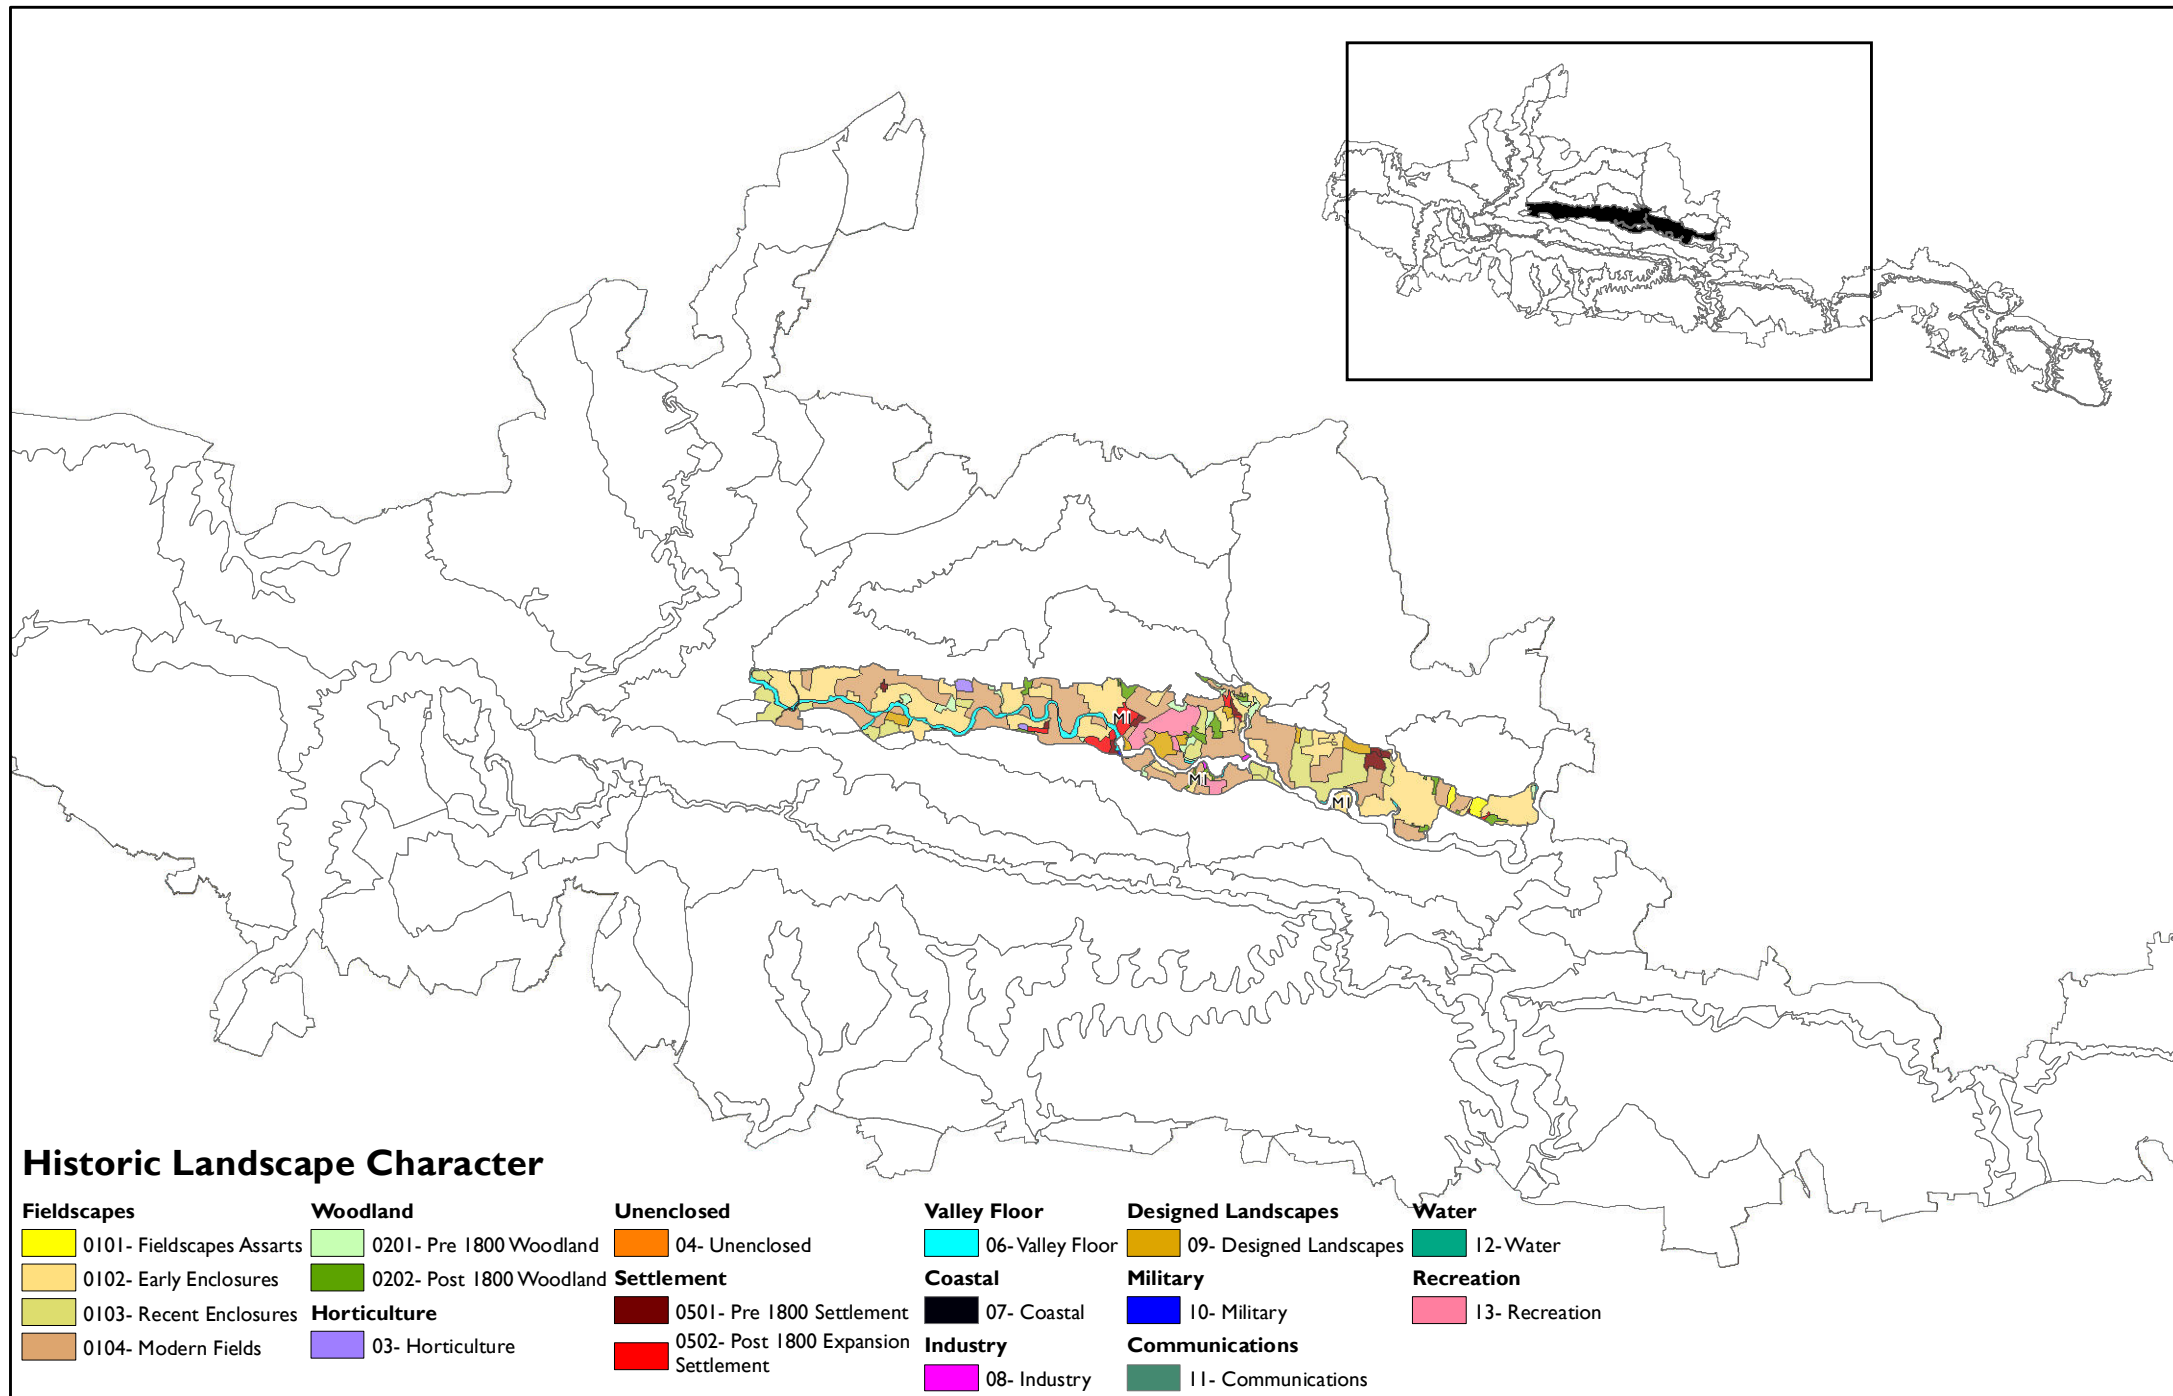 MI
MI
MI
Historic Landscape Character
Fieldscapes
0101- Fieldscapes Assarts
0102- Early Enclosures
0103- Recent Enclosures
0104- Modern Fields
Woodland
0201- Pre 1800 Woodland
0202- Post 1800 Woodland
Horticulture
03- Horticulture
Unenclosed
04- Unenclosed
Settlement
0501- Pre 1800 Settlement
0502- Post 1800 Expansion
Settlement
Valley Floor
06- Valley Floor
Coastal
07- Coastal
Industry
08- Industry
Designed Landscapes
09- Designed Landscapes
Military
10- Military
Communications
11- Communications
Water
12- Water
Recreation
13- Recreation